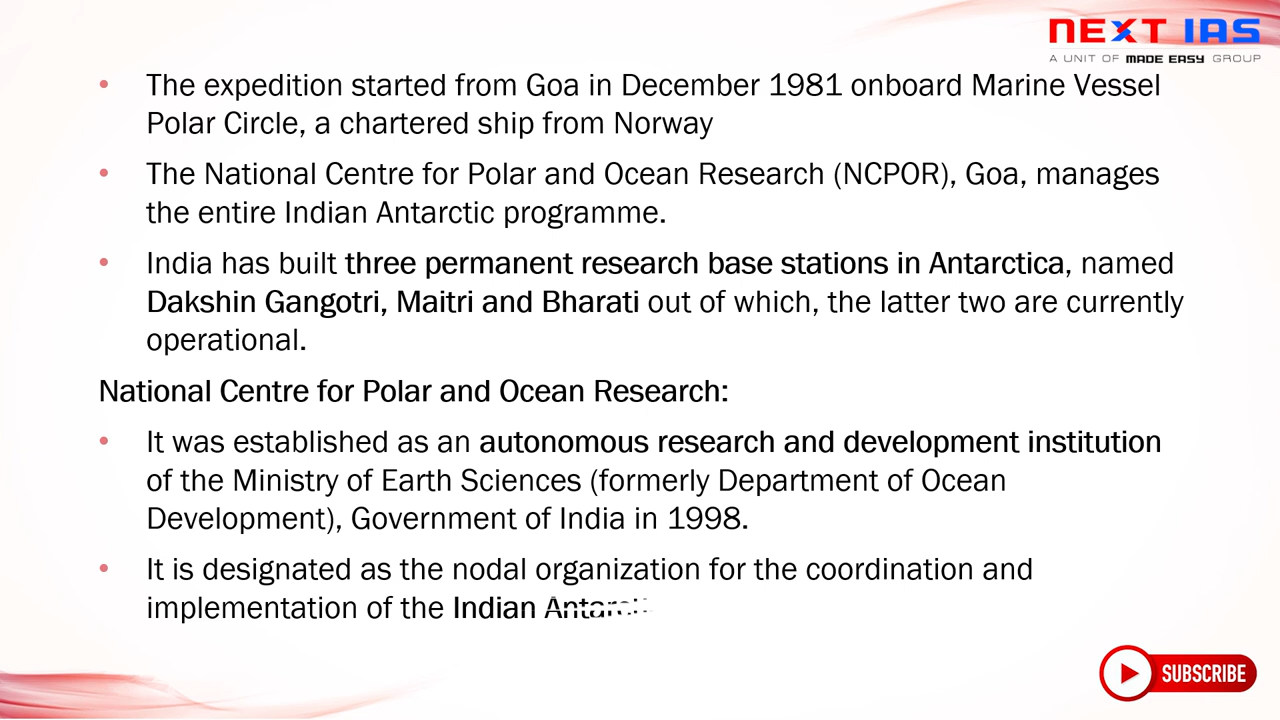 NEXT IAS
A UNIT OF MADE EASY GROUP
• The expedition started from Goa in December 1981 onboard Marine Vessel
Polar Circle, a chartered ship from Norway
• The National Centre for Polar and Ocean Research (NCPOR), Goa, manages
the entire Indian Antarctic programme.
• India has built three permanent research base stations in Antarctica, named
Dakshin Gangotri, Maitri and Bharati out of which, the latter two are currently
operational.
National Centre for Polar and Ocean Research:
• It was established as an autonomous research and development institution
of the Ministry of Earth Sciences (formerly Department of Ocean
Development), Government of India in 1998.
• It is designated as the nodal organization for the coordination and
implementation of the Indian
SUBSCRIBE